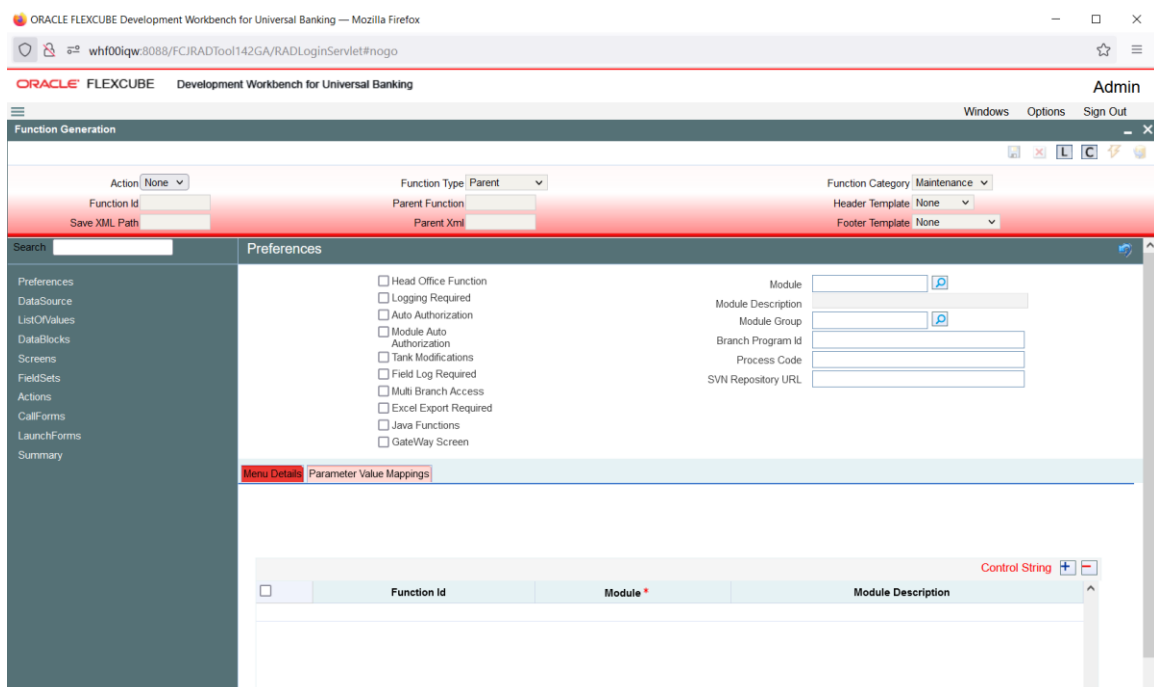 ORACLE FLEXCUBE Development Workbench for Universal Banking — Mozilla Firefox
whf00iqw:8088/FCJRADTool142GA/RADLoginServlet#nogo
ORACLE FLEXCUBE Development Workbench for Universal Banking Admin
Windows Options Sign Out
Function Generation
L C
Action None Function Type Parent Function Category Maintenance
Function Id Parent Function Header Template None
Save XML Path Parent Xml Footer Template None
Search Preferences
Preferences
DataSource
ListOfValues
DataBlocks
Screens
FieldSets
Actions
CallForms
LaunchForms
Summary
Head Office Function
Logging Required
Auto Authorization
Module Auto
Authorization
Tank Modifications
Field Log Required
Multi Branch Access
Excel Export Required
Java Functions
GateWay Screen
Module
Module Description
Module Group
Branch Program Id
Process Code
SVN Repository URL
Menu Details Parameter Value Mappings
Control String
Function Id Module * Module Description